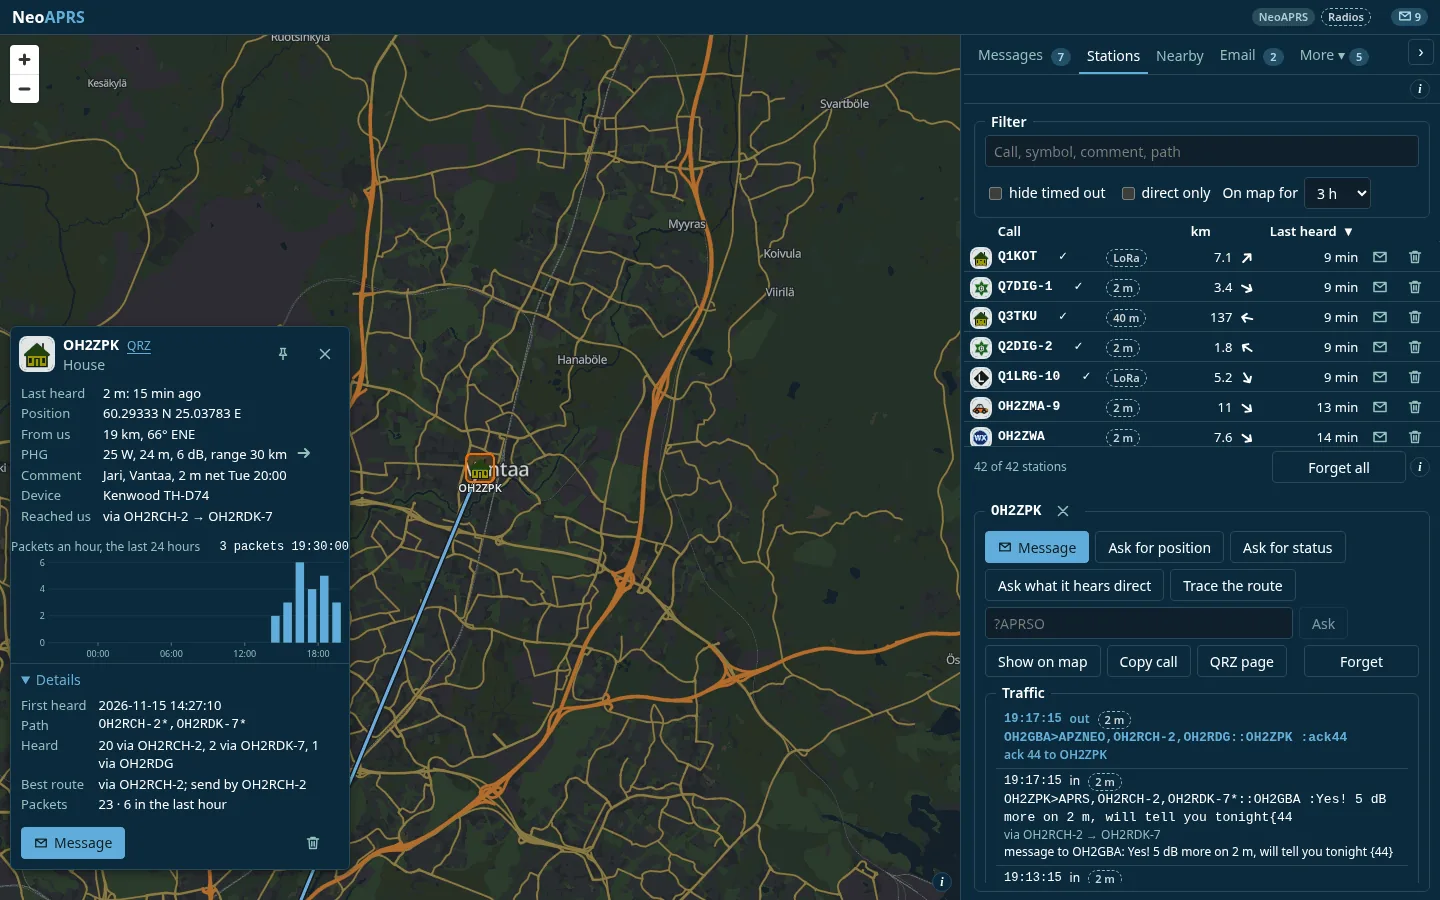 NeoAPRS
NeoAPRS
Radios
9
+
−
Ruotsinkylä
Kesäkylä
Svartböle
Myyras
Koivula
Viirilä
Hanaböle
OH2ZPK
OH2ZPK QRZ
House
Last heard 2 m: 15 min ago
Position 60.29333 N 25.03783 E
From us 19 km, 66° ENE
PHG 25 W, 24 m, 6 dB, range 30 km →
Comment Jari, Vantaa, 2 m net Tue 20:00
Device Kenwood TH-D74
Reached us via OH2RCH-2 → OH2RDK-7
Packets an hour, the last 24 hours 3 packets 19:30:00
6
4
2
0
00:00 06:00 12:00 18:00
▼ Details
First heard 2026-11-15 14:27:10
Path OH2RCH-2*,OH2RDK-7*
Heard 20 via OH2RCH-2, 2 via OH2RDK-7, 1
via OH2RDG
Best route via OH2RCH-2; send by OH2RCH-2
Packets 23 · 6 in the last hour
Message
i
Messages 7 Stations Nearby Email 2 More ▾ 5 ›
i
Filter
Call, symbol, comment, path
hide timed out direct only On map for 3 h
Call km Last heard ▼
Q1KOT ✓ LoRa 7.1 9 min
Q7DIG-1 ✓ 2 m 3.4 9 min
Q3TKU ✓ 40 m 137 9 min
Q2DIG-2 ✓ 2 m 1.8 9 min
Q1LRG-10 ✓ LoRa 5.2 9 min
OH2ZMA-9 2 m 11 13 min
WX OH2ZWA 2 m 7.6 14 min
42 of 42 stations Forget all i
OH2ZPK
Message Ask for position Ask for status
Ask what it hears direct Trace the route
?APRSO Ask
Show on map Copy call QRZ page Forget
Traffic
19:17:15 out 2 m
OH2GBA>APZNEO,OH2RCH-2,OH2RDG::OH2ZPK :ack44
ack 44 to OH2ZPK
19:17:15 in 2 m
OH2ZPK>APRS,OH2RCH-2,OH2RDK-7*::OH2GBA :Yes! 5 dB
more on 2 m, will tell you tonight{44
via OH2RCH-2 → OH2RDK-7
message to OH2GBA: Yes! 5 dB more on 2 m, will tell you tonight {44}
19:13:15 in 2 m